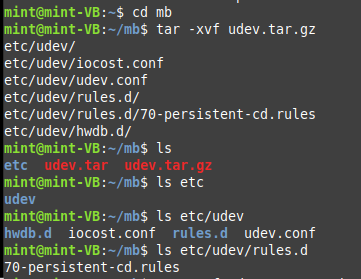 mint@mint-VB:~$ cd mb
mint@mint-VB:~/mb$ tar -xvf udev.tar.gz
etc/udev/
etc/udev/iocost.conf
etc/udev/udev.conf
etc/udev/rules.d/
etc/udev/rules.d/70-persistent-cd.rules
etc/udev/hwdb.d/
mint@mint-VB:~/mb$ ls
etc  udev.tar  udev.tar.gz
mint@mint-VB:~/mb$ ls etc
udev
mint@mint-VB:~/mb$ ls etc/udev
hwdb.d  iocost.conf  rules.d  udev.conf
mint@mint-VB:~/mb$ ls etc/udev/rules.d
70-persistent-cd.rules